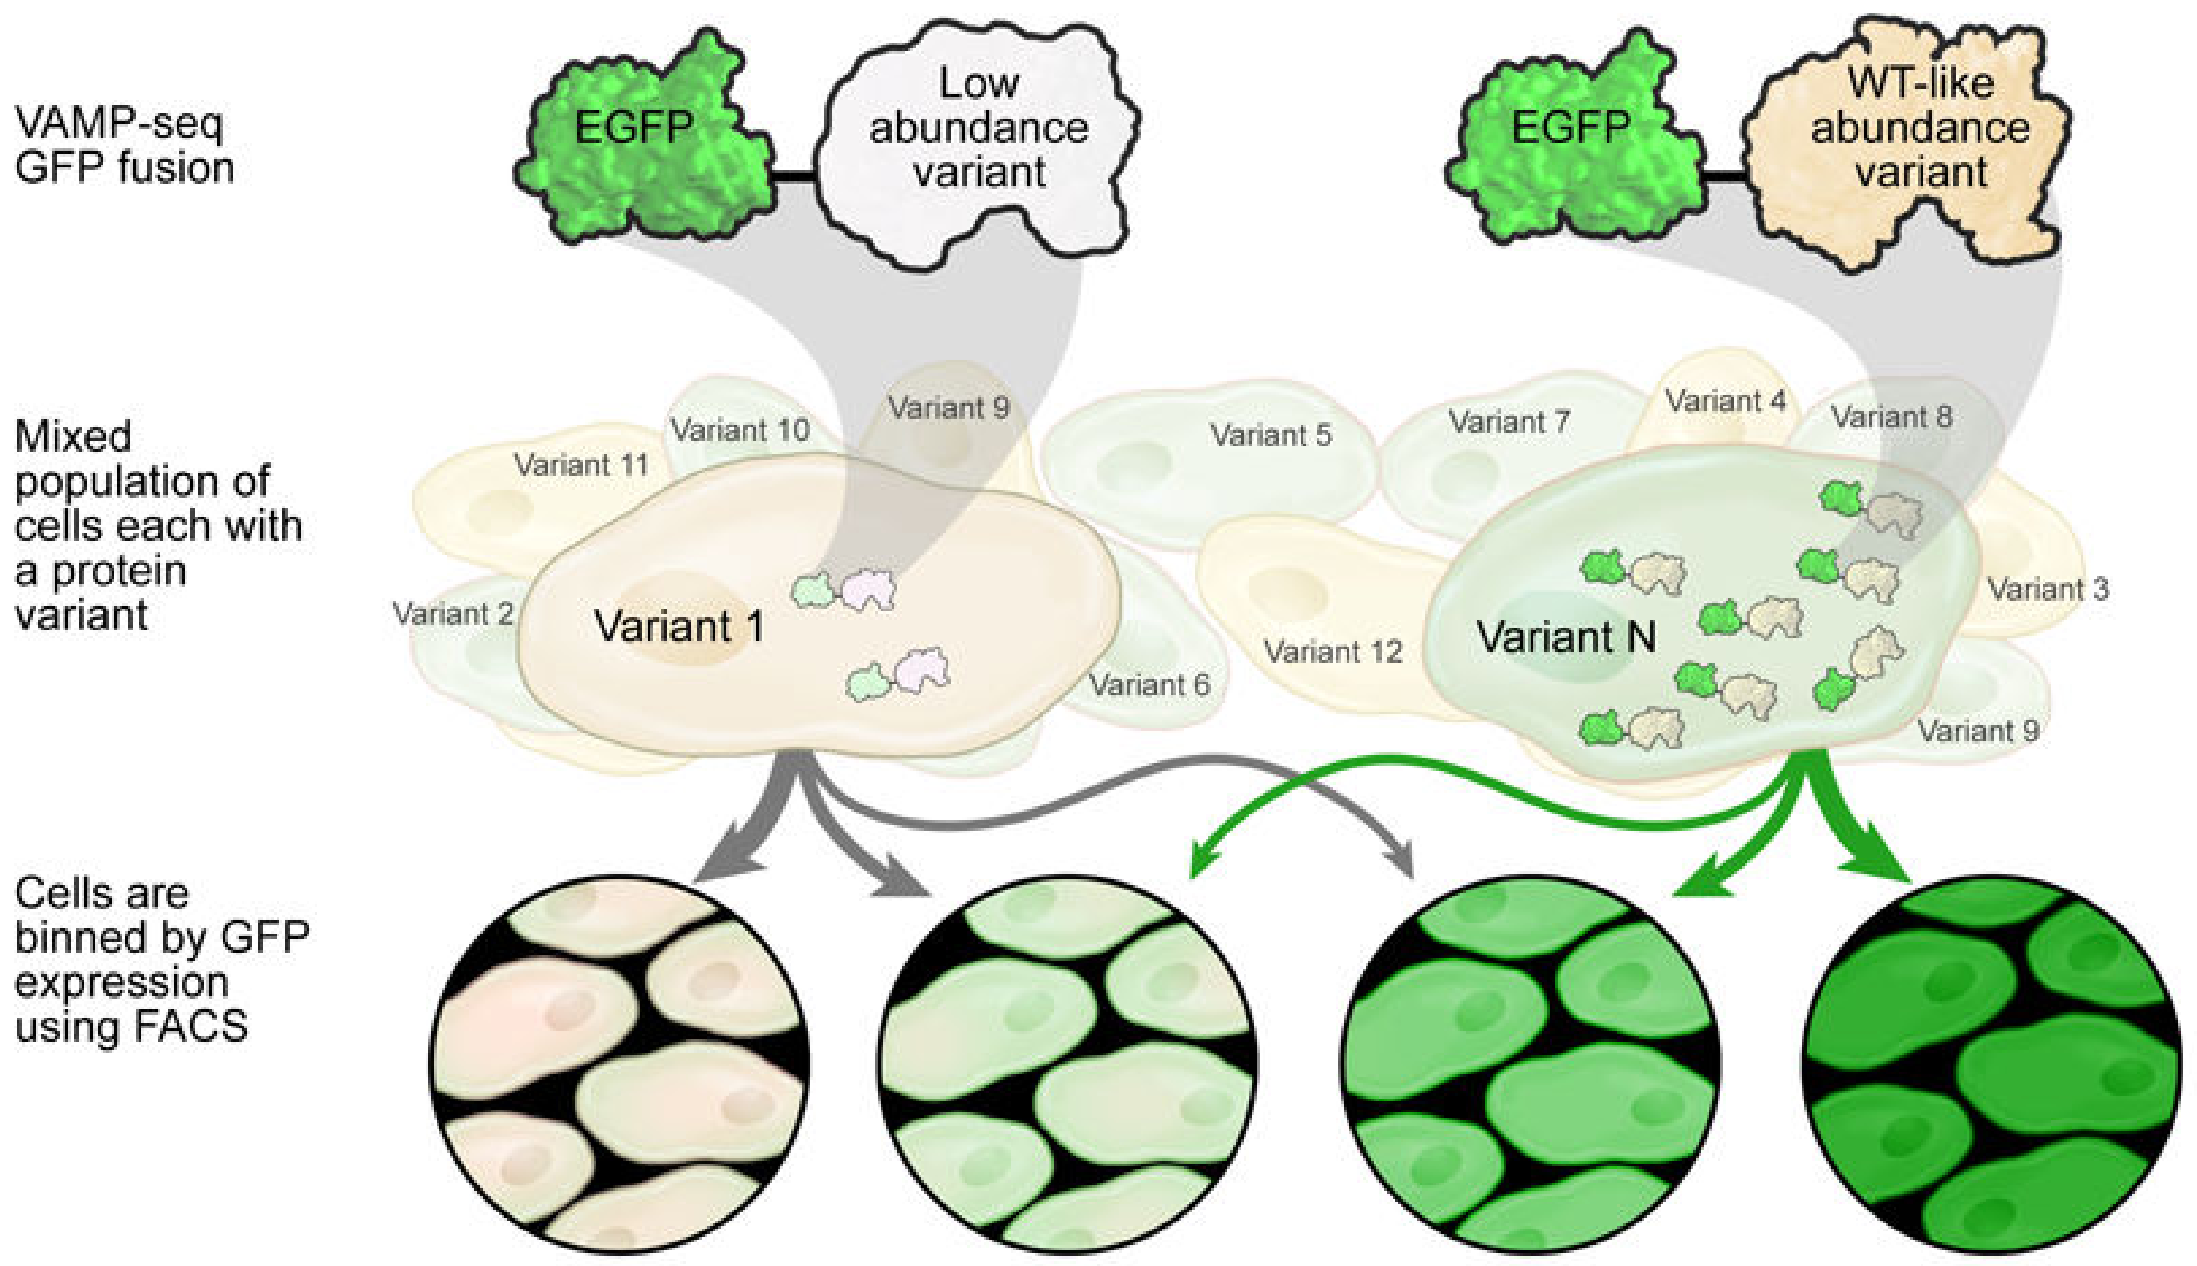 VAMP-seq
GFP fusion
EGFP
Low
abundance
variant
EGFP
WT-like
abundance
variant
Mixed
population of
cells each with
a protein
variant
Variant 11
Variant 10
Variant 9
Variant 5
Variant 7
Variant 4
Variant 8
Variant 2
Variant 1
Variant 6
Variant 12
Variant N
Variant 3
Variant 9
Cells are
binned by GFP
expression
using FACS